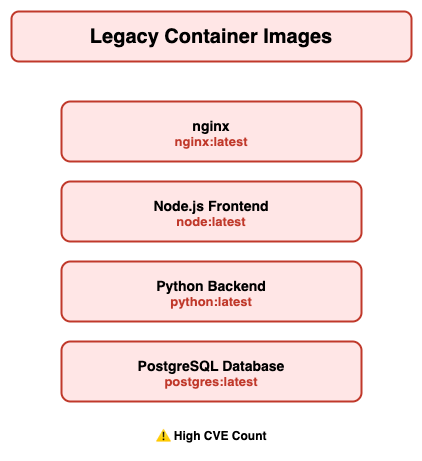 Legacy Container Images
nginx
nginx:latest
Node.js Frontend
node:latest
Python Backend
python:latest
PostgreSQL Database
postgres:latest
⚠️ High CVE Count